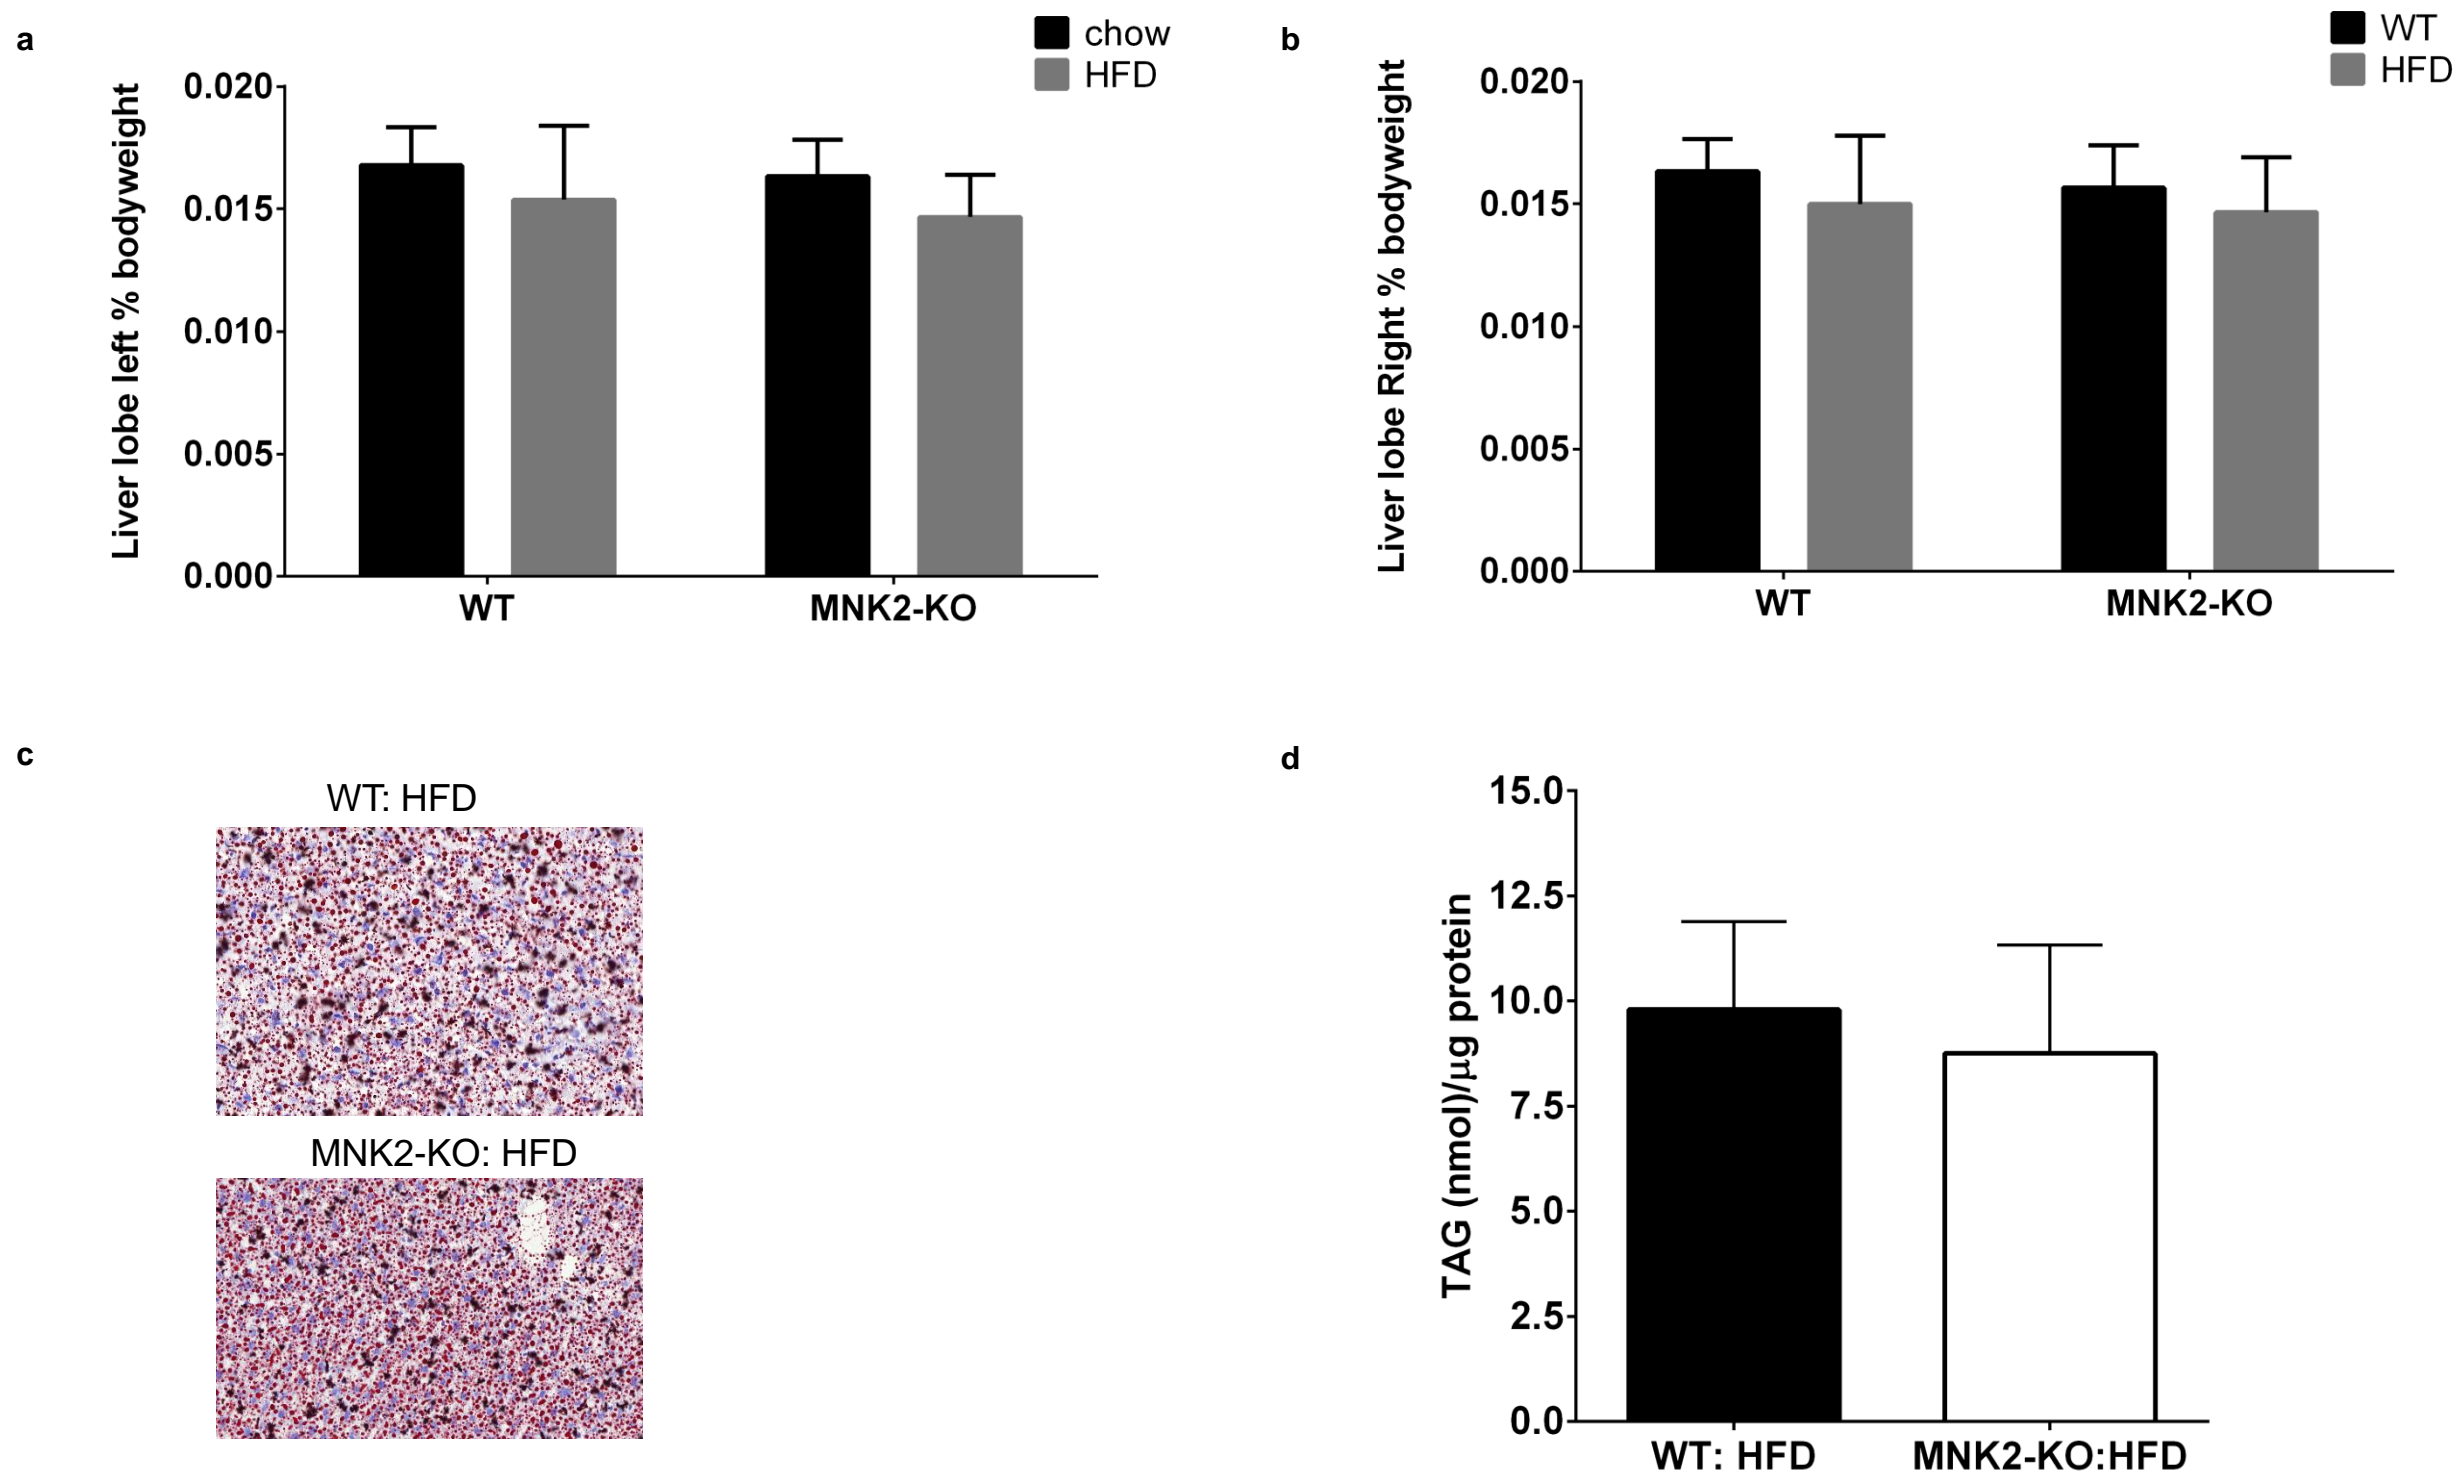 a
chow
HFD
Liver lobe left % bodyweight
0.020
0.015
0.010
0.005
0.000
WT
MNK2-KO
b
WT
HFD
Liver lobe Right % bodyweight
0.020
0.015
0.010
0.005
0.000
WT
MNK2-KO
c
WT: HFD
MNK2-KO: HFD
d
TAG (nmol)/µg protein
15.0
12.5
10.0
7.5
5.0
2.5
0.0
WT: HFD
MNK2-KO:HFD